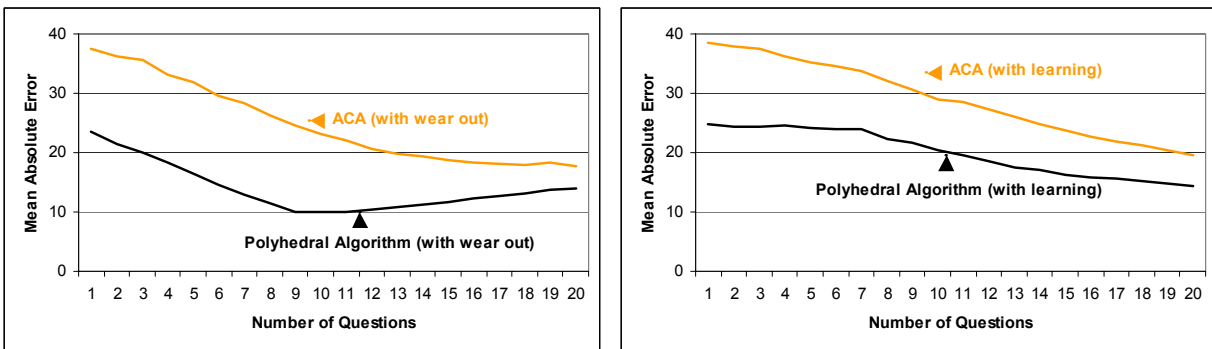 40
30
20
10
0
Mean Absolute Error
ACA (with wear out)
Polyhedral Algorithm (with wear out)
1 2 3 4 5 6 7 8 9 10 11 12 13 14 15 16 17 18 19 20
Number of Questions
40
30
20
10
0
Mean Absolute Error
ACA (with learning)
Polyhedral Algorithm (with learning)
1 2 3 4 5 6 7 8 9 10 11 12 13 14 15 16 17 18 19 20
Number of Questions